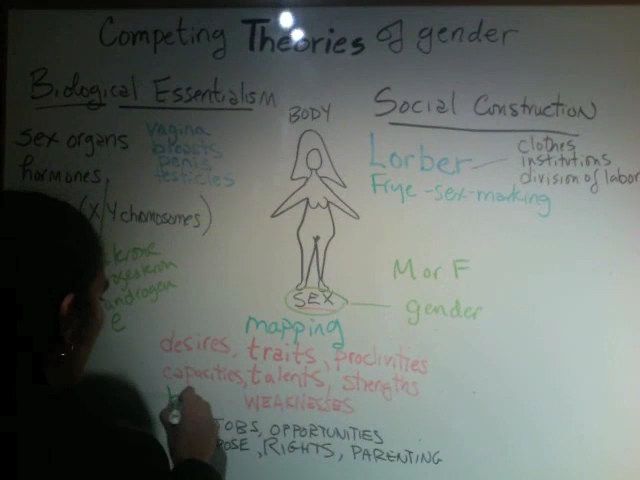 Competing Theories of gender
Biological Essentialism
sex organs
vagina
breasts
penis
testicles
hormones
(X/Y chomosomes)
androgen
e
BODY
SEX
mapping
desires, traits, proclivities
capacities, talents, strengths
WEAKNESSES
JOBS, OPPORTUNITIES
, RIGHTS, PARENTING
Social Construction
Lorber
clothes
institutions
division of labor
Frye-sex-marking
M or F
gender